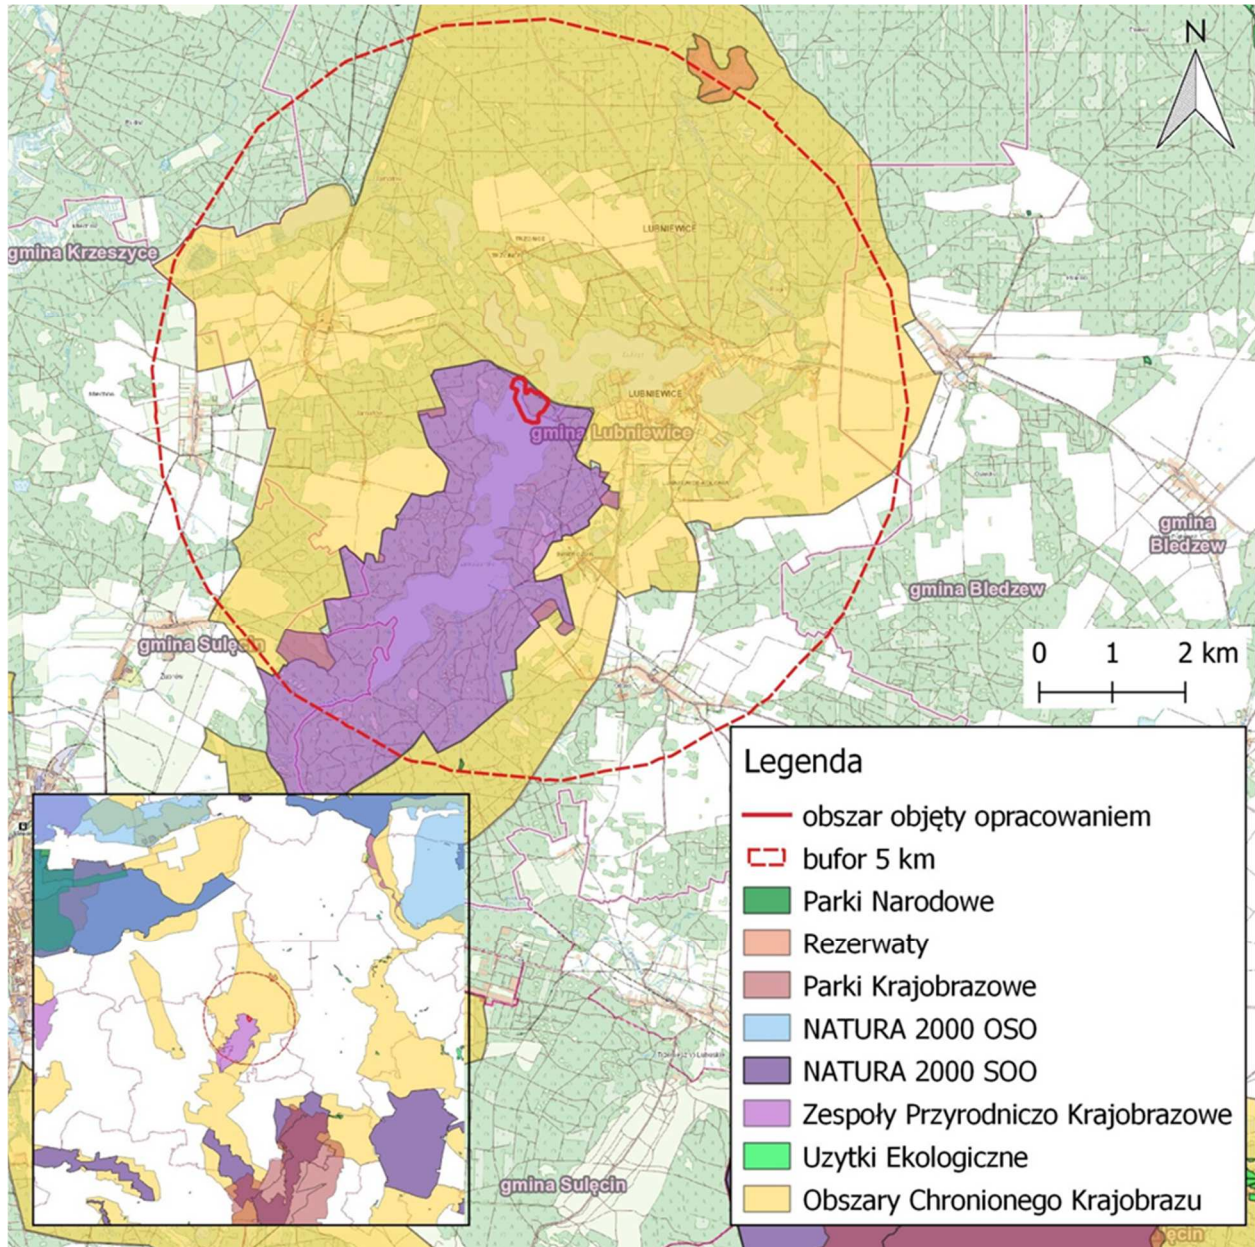 N
LUBNIEWICE
gmina Krzeszyce
LUBNIEWICE
gmina Lubniewice
gmina
Bledzew
gmina Bledzew
gmina Sulęcin
0 1 2 km
Legenda
obszar objęty opracowaniem
bufor 5 km
Parki Narodowe
Rezerwaty
Parki Krajobrazowe
NATURA 2000 OSO
NATURA 2000 SOO
Zespoły Przyrodniczo Krajobrazowe
Uzytki Ekologiczne
Obszary Chronionego Krajobrazu
gmina Sulęcin